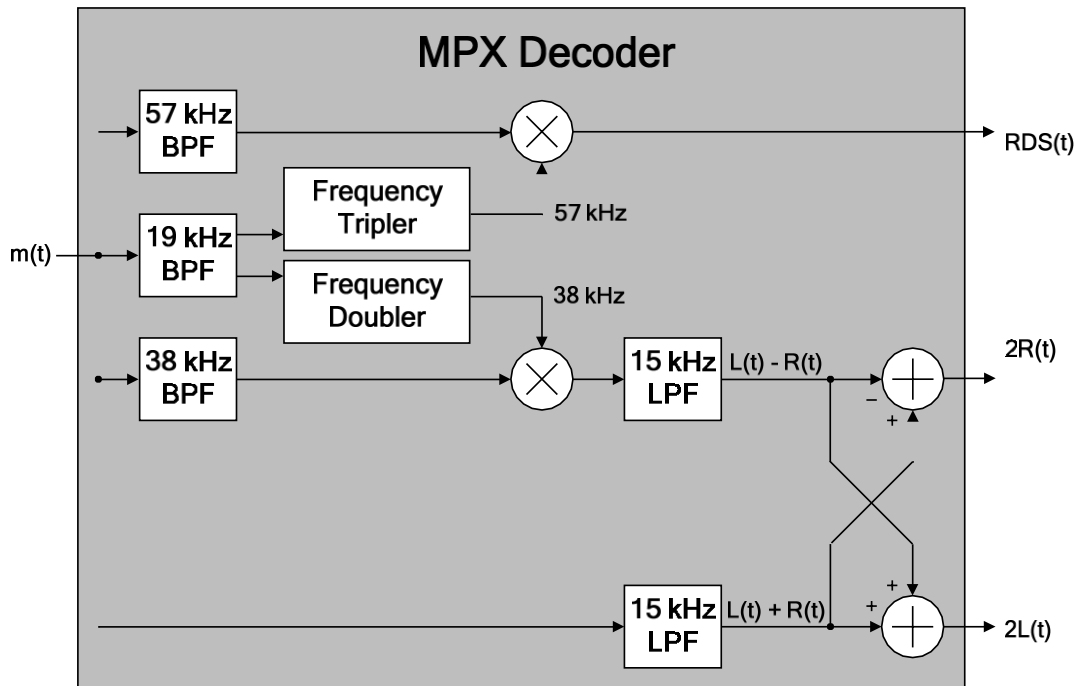 MPX Decoder
57 kHz
BPF
RDS(t)
Frequency
Tripler
57 kHz
m(t)
19 kHz
BPF
Frequency
Doubler
38 kHz
38 kHz
BPF
15 kHz
LPF
L(t) - R(t)
2R(t)
−
+
15 kHz
LPF
L(t) + R(t)
+
+
2L(t)